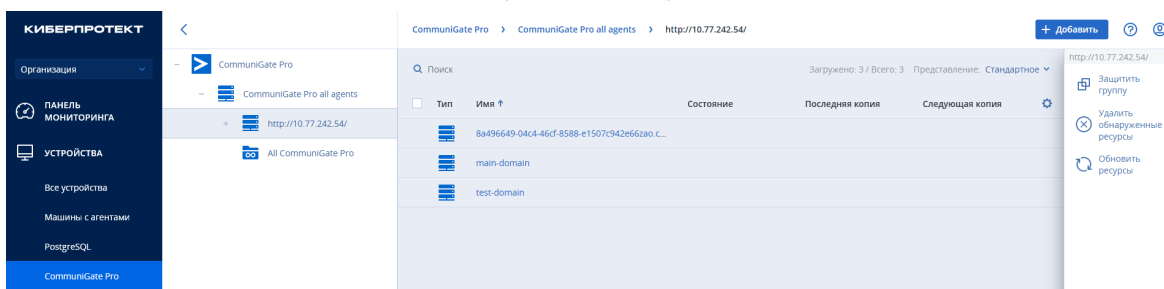 КИБЕРПРОТЕКТ
Организация
ПАНЕЛЬ
МОНИТОРИНГА
УСТРОЙСТВА
Все устройства
Машины с агентами
PostgreSQL
CommuniGate Pro
CommuniGate Pro
CommuniGate Pro all agents
http://10.77.242.54/
All CommuniGate Pro
CommuniGate Pro > CommuniGate Pro all agents > http://10.77.242.54/
+ Добавить
Поиск
Загружено: 3 / Всего: 3 Представление: Стандартное
Тип Имя ↑ Состояние Последняя копия Следующая копия
8a496649-04c4-46cf-8588-e1507c942e66zao.c...
main-domain
test-domain
http://10.77.242.54/
Защитить
группу
Удалить
обнаруженные
ресурсы
Обновить
ресурсы